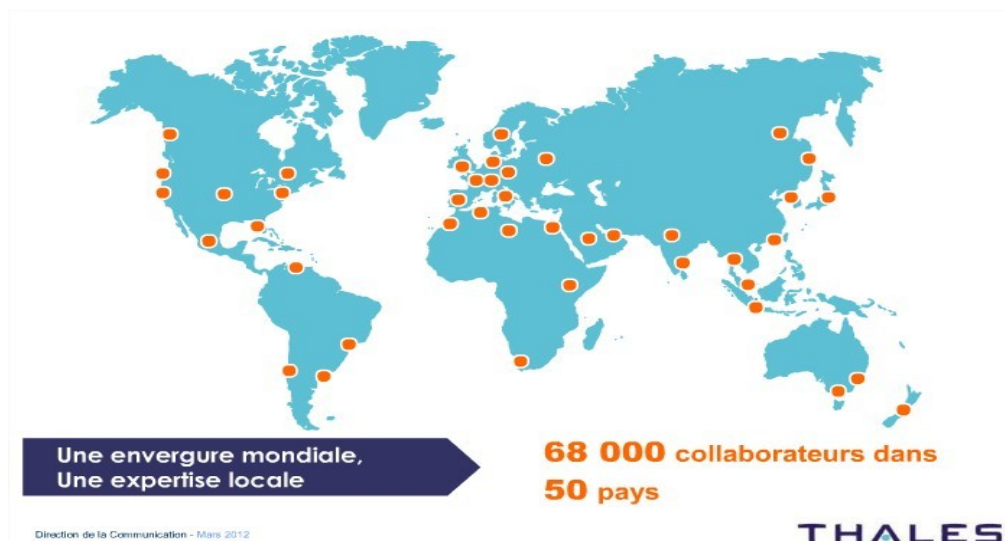 Une envergure mondiale,
Une expertise locale
68 000 collaborateurs dans
50 pays
Direction de la Communication - Mars 2012
THALES